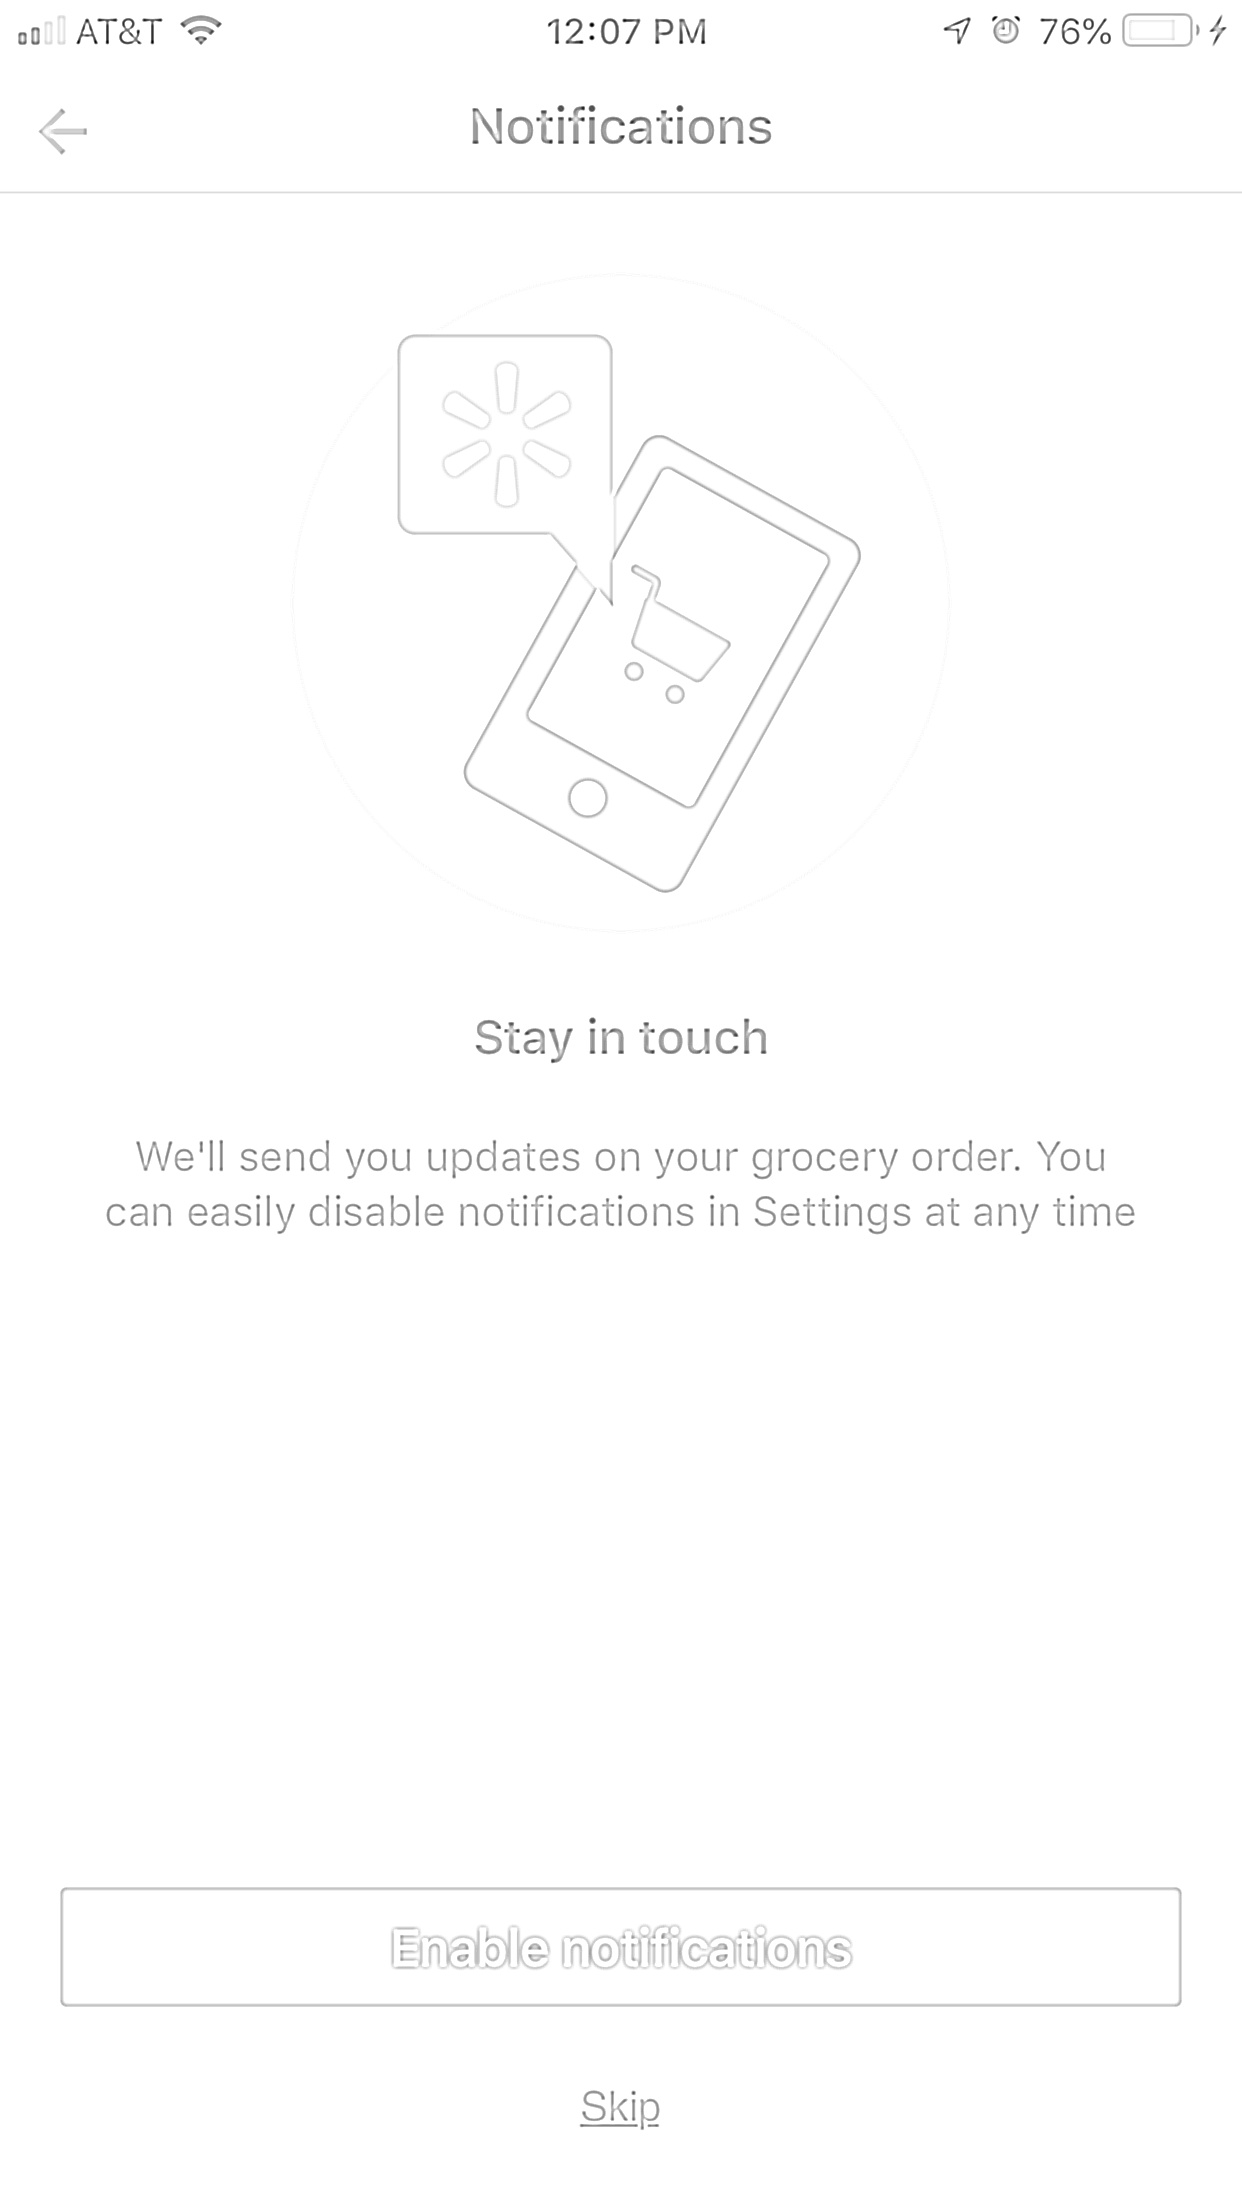 AT&T 12:07 PM 76%
Notifications
Stay in touch
We'll send you updates on your grocery order. You
can easily disable notifications in Settings at any time
Enable notifications
Skip